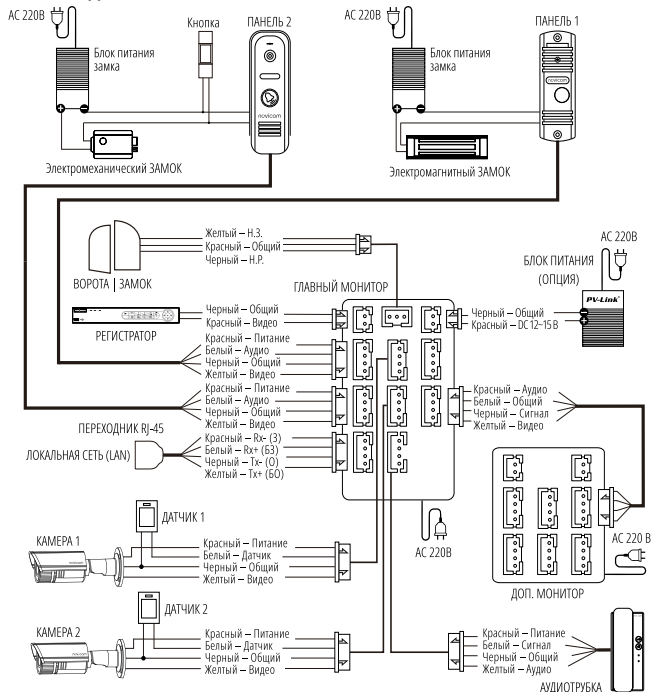 AC 220В
Блок питания
замка
Кнопка
ПАНЕЛЬ 2
novicam
Электромеханический ЗАМОК
AC 220В
Блок питания
замка
ПАНЕЛЬ 1
novicam
Электромагнитный ЗАМОК
Желтый – Н.З.
Красный – Общий
Черный – Н.Р.
ВОРОТА | ЗАМОК
ГЛАВНЫЙ МОНИТОР
БЛОК ПИТАНИЯ
(ОПЦИЯ)
AC 220В
PV-Link
Черный – Общий
Красный – Видео
РЕГИСТРАТОР
Черный – Общий
Красный – DC 12~15 В
Красный – Питание
Белый – Аудио
Черный – Общий
Желтый – Видео
Красный – Питание
Белый – Аудио
Черный – Общий
Желтый – Видео
Красный – Аудио
Белый – Общий
Черный – Сигнал
Желтый – Видео
ПЕРЕХОДНИК RJ-45
ЛОКАЛЬНАЯ СЕТЬ (LAN)
Красный – Rx- (З)
Белый – Rx+ (БЗ)
Черный – Tx- (О)
Желтый – Tx+ (БО)
AC 220В
AC 220 В
ДОП. МОНИТОР
ДАТЧИК 1
КАМЕРА 1
novicam
Красный – Питание
Белый – Датчик
Черный – Общий
Желтый – Видео
ДАТЧИК 2
КАМЕРА 2
novicam
Красный – Питание
Белый – Датчик
Черный – Общий
Желтый – Видео
Красный – Питание
Белый – Сигнал
Черный – Общий
Желтый – Аудио
АУДИОТРУБКА